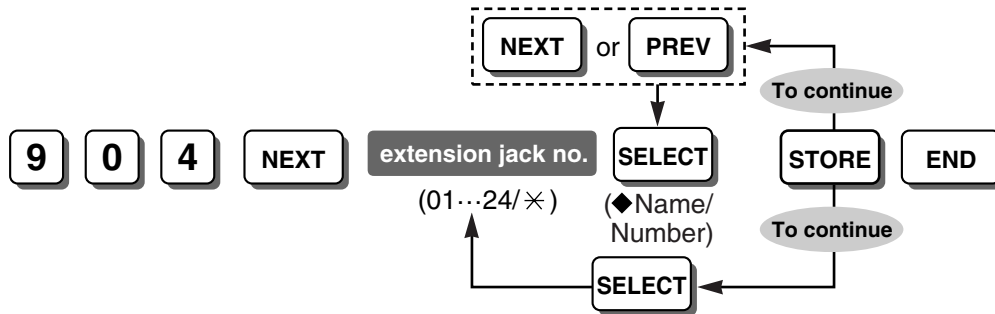 NEXT or PREV
To continue
9 0 4 NEXT extension jack no. SELECT STORE END
(01···24/✳) (◆Name/
Number)
To continue
SELECT